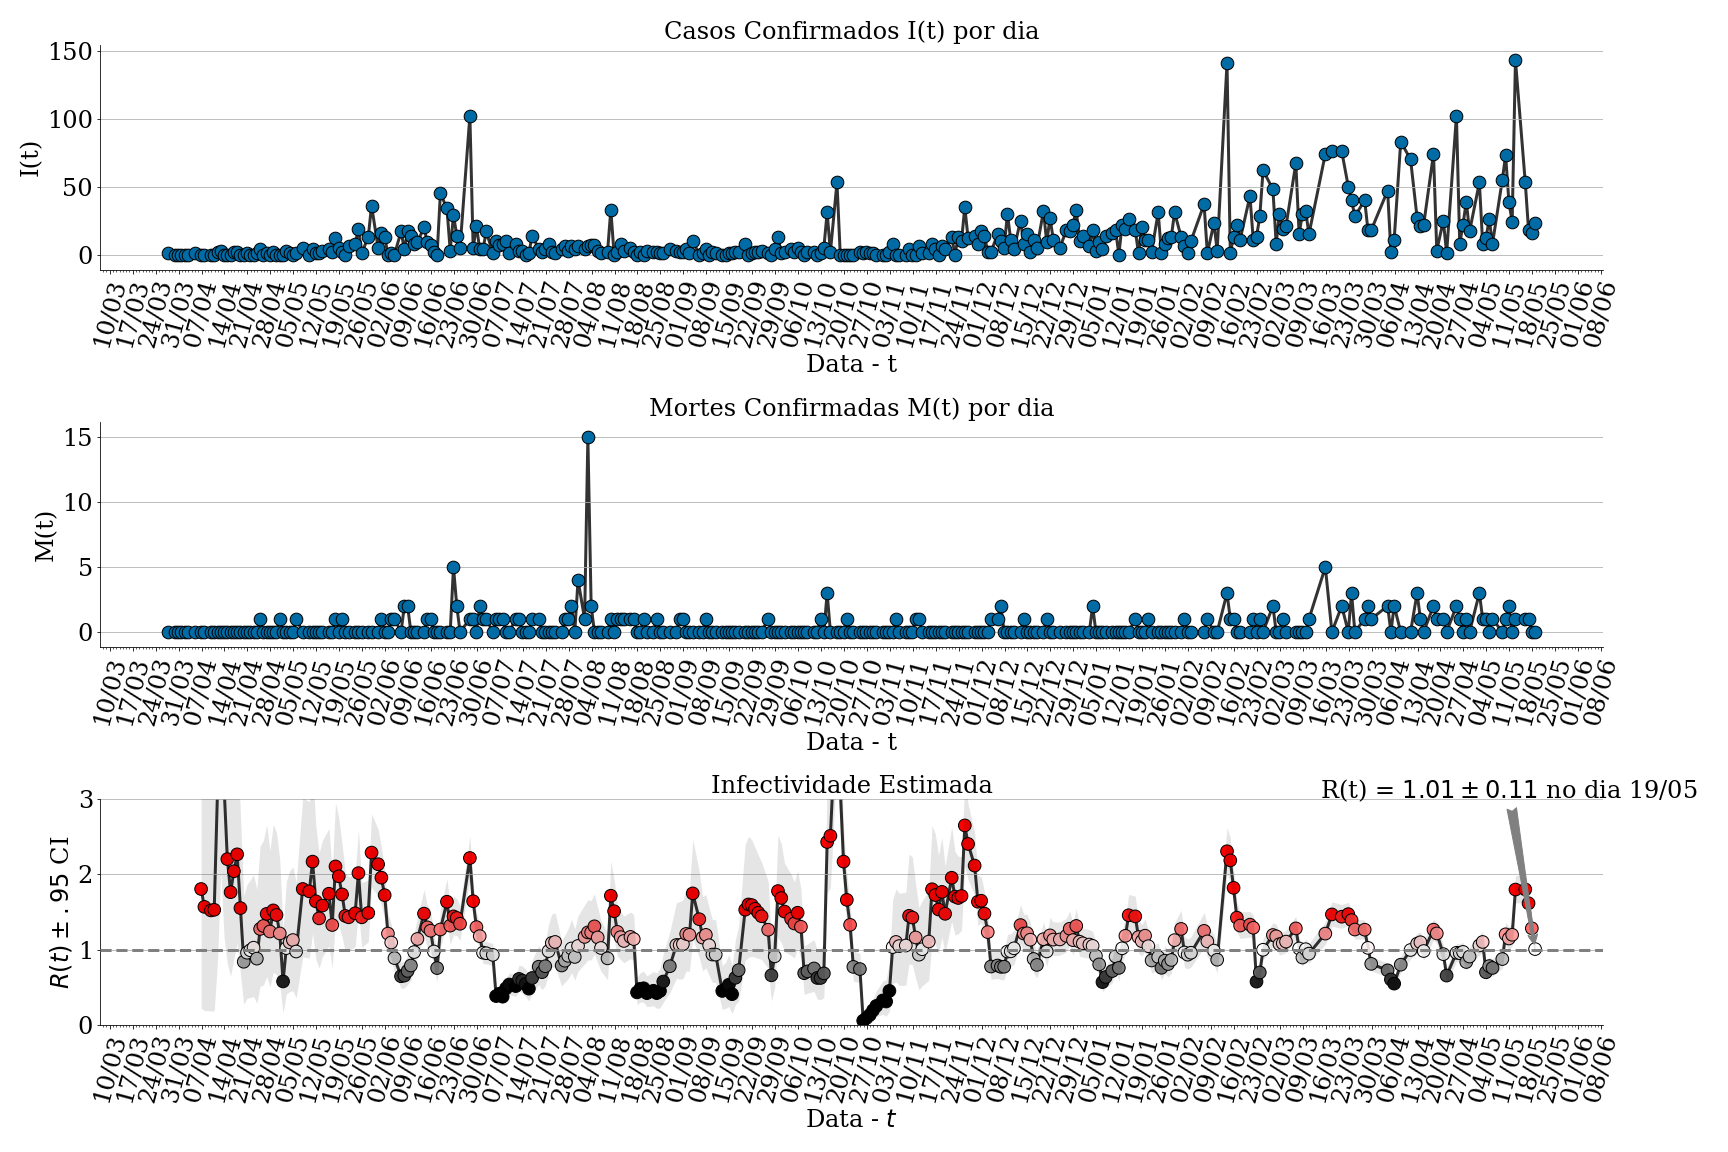 Casos Confirmados I(t) por dia
I(t)
150
100
50
0
10/03 17/03 24/03 31/03 07/04 14/04 21/04 28/04 05/05 12/05 19/05 26/05 02/06 09/06 16/06 23/06 30/06 07/07 14/07 21/07 28/07 04/08 11/08 18/08 25/08 01/09 08/09 15/09 22/09 29/09 06/10 13/10 20/10 27/10 03/11 10/11 17/11 24/11 01/12 08/12 15/12 22/12 29/12 05/01 12/01 19/01 26/01 02/02 09/02 16/02 23/02 02/03 09/03 16/03 23/03 30/03 06/04 13/04 20/04 27/04 04/05 11/05 18/05 25/05 01/06 08/06
Data - t
Mortes Confirmadas M(t) por dia
M(t)
15
10
5
0
10/03 17/03 24/03 31/03 07/04 14/04 21/04 28/04 05/05 12/05 19/05 26/05 02/06 09/06 16/06 23/06 30/06 07/07 14/07 21/07 28/07 04/08 11/08 18/08 25/08 01/09 08/09 15/09 22/09 29/09 06/10 13/10 20/10 27/10 03/11 10/11 17/11 24/11 01/12 08/12 15/12 22/12 29/12 05/01 12/01 19/01 26/01 02/02 09/02 16/02 23/02 02/03 09/03 16/03 23/03 30/03 06/04 13/04 20/04 27/04 04/05 11/05 18/05 25/05 01/06 08/06
Data - t
Infectividade Estimada
R(t) = 1.01 ± 0.11 no dia 19/05
R(t) ± .95 CI
3
2
1
0
10/03 17/03 24/03 31/03 07/04 14/04 21/04 28/04 05/05 12/05 19/05 26/05 02/06 09/06 16/06 23/06 30/06 07/07 14/07 21/07 28/07 04/08 11/08 18/08 25/08 01/09 08/09 15/09 22/09 29/09 06/10 13/10 20/10 27/10 03/11 10/11 17/11 24/11 01/12 08/12 15/12 22/12 29/12 05/01 12/01 19/01 26/01 02/02 09/02 16/02 23/02 02/03 09/03 16/03 23/03 30/03 06/04 13/04 20/04 27/04 04/05 11/05 18/05 25/05 01/06 08/06
Data - t